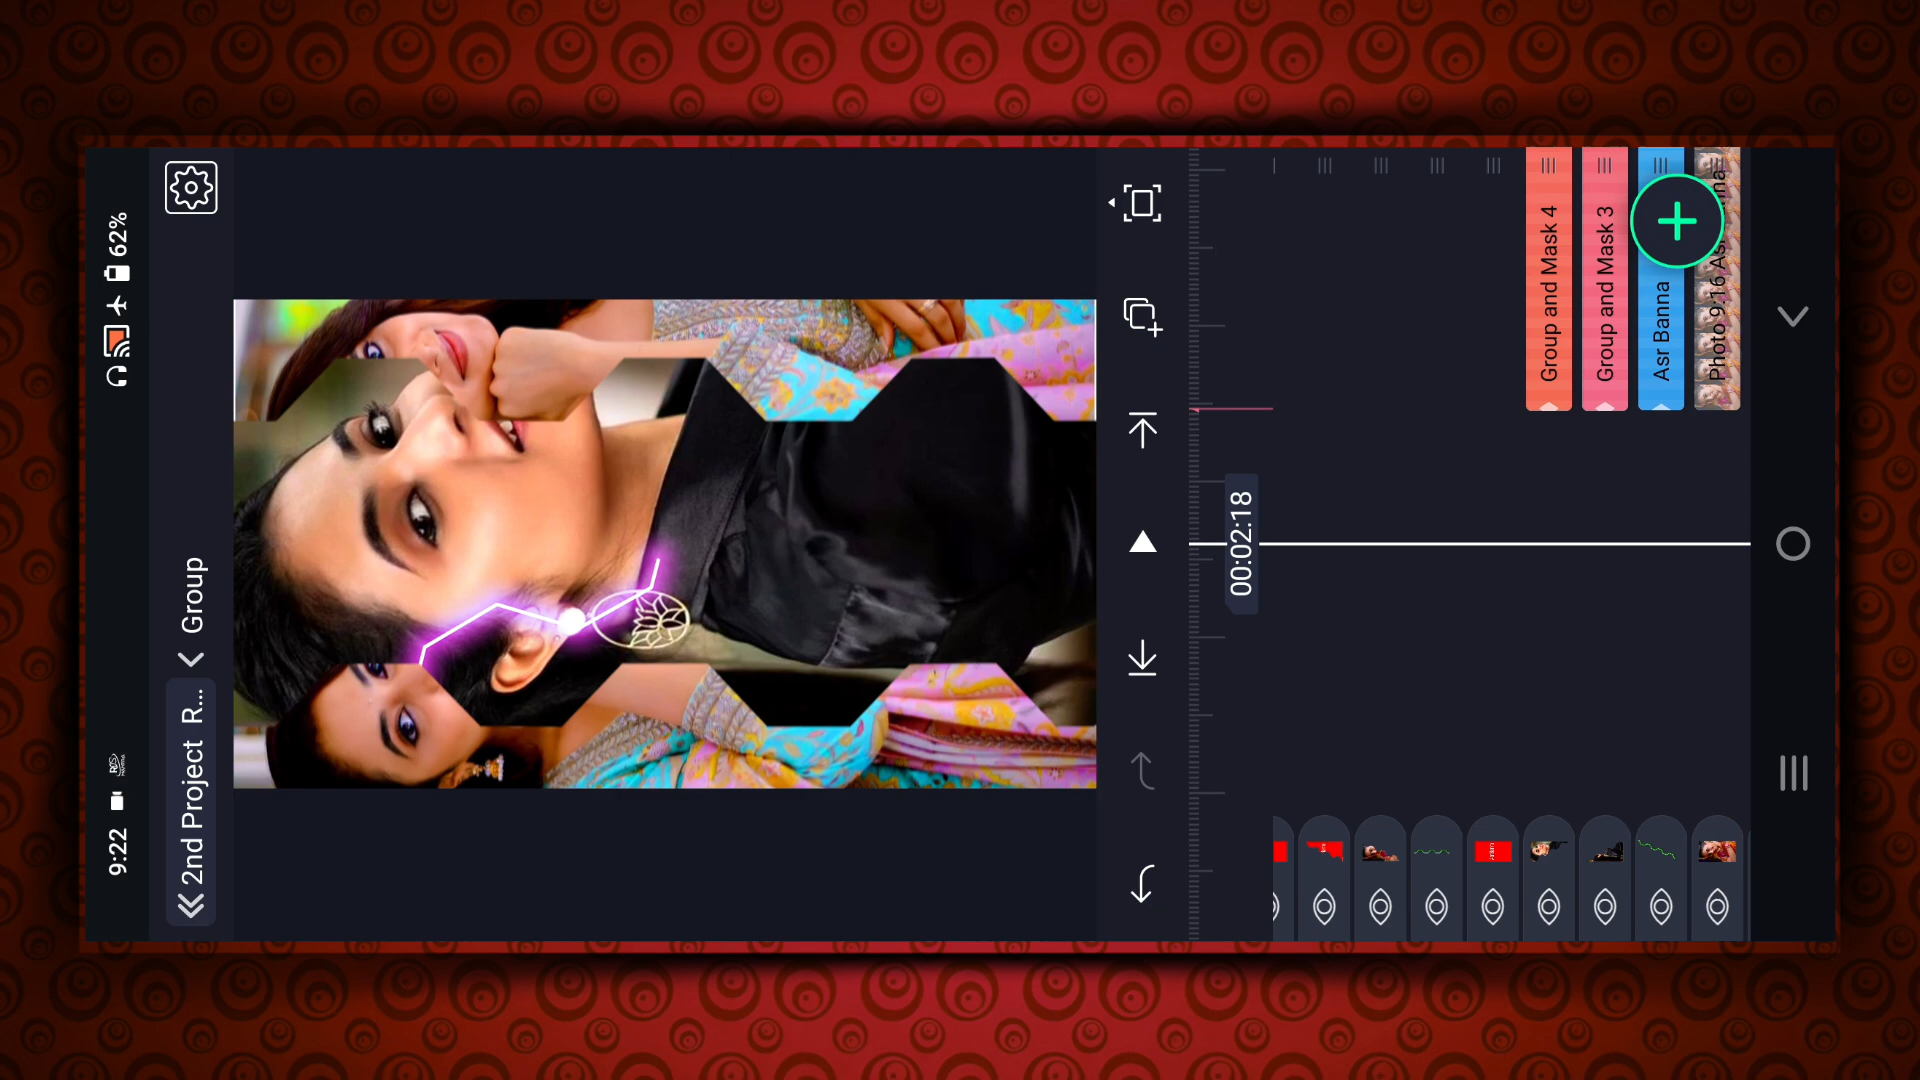 9:22
62%
2nd Project R...
Group
00:02:18
Group and Mask 4
Group and Mask 3
Asr Banna
Photo 9:16 As